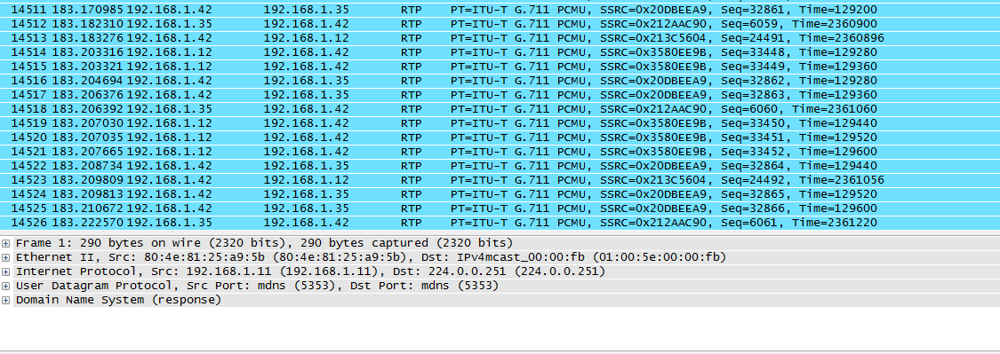 14511 183.170985 192.168.1.42 192.168.1.35 RTP PT=ITU-T G.711 PCMU, SSRC=0x20DBEEA9, Seq=32861, Time=129200
14512 183.182310 192.168.1.35 192.168.1.42 RTP PT=ITU-T G.711 PCMU, SSRC=0x212AAC90, Seq=6059, Time=2360900
14513 183.183276 192.168.1.42 192.168.1.12 RTP PT=ITU-T G.711 PCMU, SSRC=0x213C5604, Seq=24491, Time=2360896
14514 183.203316 192.168.1.12 192.168.1.42 RTP PT=ITU-T G.711 PCMU, SSRC=0x3580EE9B, Seq=33448, Time=129280
14515 183.203321 192.168.1.12 192.168.1.42 RTP PT=ITU-T G.711 PCMU, SSRC=0x3580EE9B, Seq=33449, Time=129360
14516 183.204694 192.168.1.42 192.168.1.35 RTP PT=ITU-T G.711 PCMU, SSRC=0x20DBEEA9, Seq=32862, Time=129280
14517 183.206376 192.168.1.42 192.168.1.35 RTP PT=ITU-T G.711 PCMU, SSRC=0x20DBEEA9, Seq=32863, Time=129360
14518 183.206392 192.168.1.35 192.168.1.42 RTP PT=ITU-T G.711 PCMU, SSRC=0x212AAC90, Seq=6060, Time=2361060
14519 183.207030 192.168.1.12 192.168.1.42 RTP PT=ITU-T G.711 PCMU, SSRC=0x3580EE9B, Seq=33450, Time=129440
14520 183.207035 192.168.1.12 192.168.1.42 RTP PT=ITU-T G.711 PCMU, SSRC=0x3580EE9B, Seq=33451, Time=129520
14521 183.207665 192.168.1.12 192.168.1.42 RTP PT=ITU-T G.711 PCMU, SSRC=0x3580EE9B, Seq=33452, Time=129600
14522 183.208734 192.168.1.42 192.168.1.35 RTP PT=ITU-T G.711 PCMU, SSRC=0x20DBEEA9, Seq=32864, Time=129440
14523 183.209809 192.168.1.42 192.168.1.12 RTP PT=ITU-T G.711 PCMU, SSRC=0x213C5604, Seq=24492, Time=2361056
14524 183.209813 192.168.1.42 192.168.1.35 RTP PT=ITU-T G.711 PCMU, SSRC=0x20DBEEA9, Seq=32865, Time=129520
14525 183.210672 192.168.1.42 192.168.1.35 RTP PT=ITU-T G.711 PCMU, SSRC=0x20DBEEA9, Seq=32866, Time=129600
14526 183.222570 192.168.1.35 192.168.1.42 RTP PT=ITU-T G.711 PCMU, SSRC=0x212AAC90, Seq=6061, Time=2361220
Frame 1: 290 bytes on wire (2320 bits), 290 bytes captured (2320 bits)
Ethernet II, Src: 80:4e:81:25:a9:5b (80:4e:81:25:a9:5b), Dst: IPv4mcast_00:00:fb (01:00:5e:00:00:fb)
Internet Protocol, Src: 192.168.1.11 (192.168.1.11), Dst: 224.0.0.251 (224.0.0.251)
User Datagram Protocol, Src Port: mdns (5353), Dst Port: mdns (5353)
Domain Name System (response)